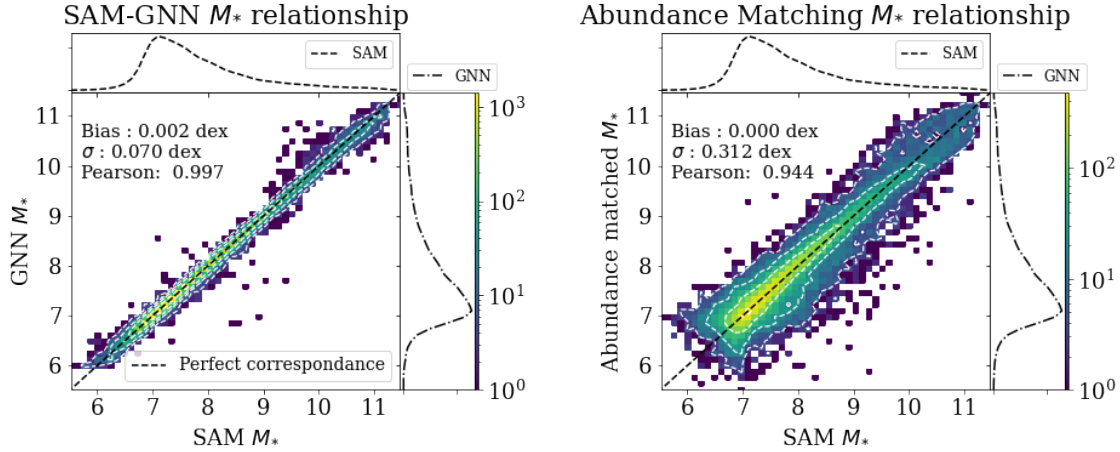 SAM-GNN M* relationship
SAM
GNN
Bias : 0.002 dex
σ : 0.070 dex
Pearson: 0.997
Perfect correspondance
GNN M*
11
10
9
8
7
6
6 7 8 9 10 11
SAM M*
10³
10²
10¹
10⁰
Abundance Matching M* relationship
SAM
GNN
Bias : 0.000 dex
σ : 0.312 dex
Pearson: 0.944
Abundance matched M*
11
10
9
8
7
6
6 7 8 9 10 11
SAM M*
10²
10¹
10⁰